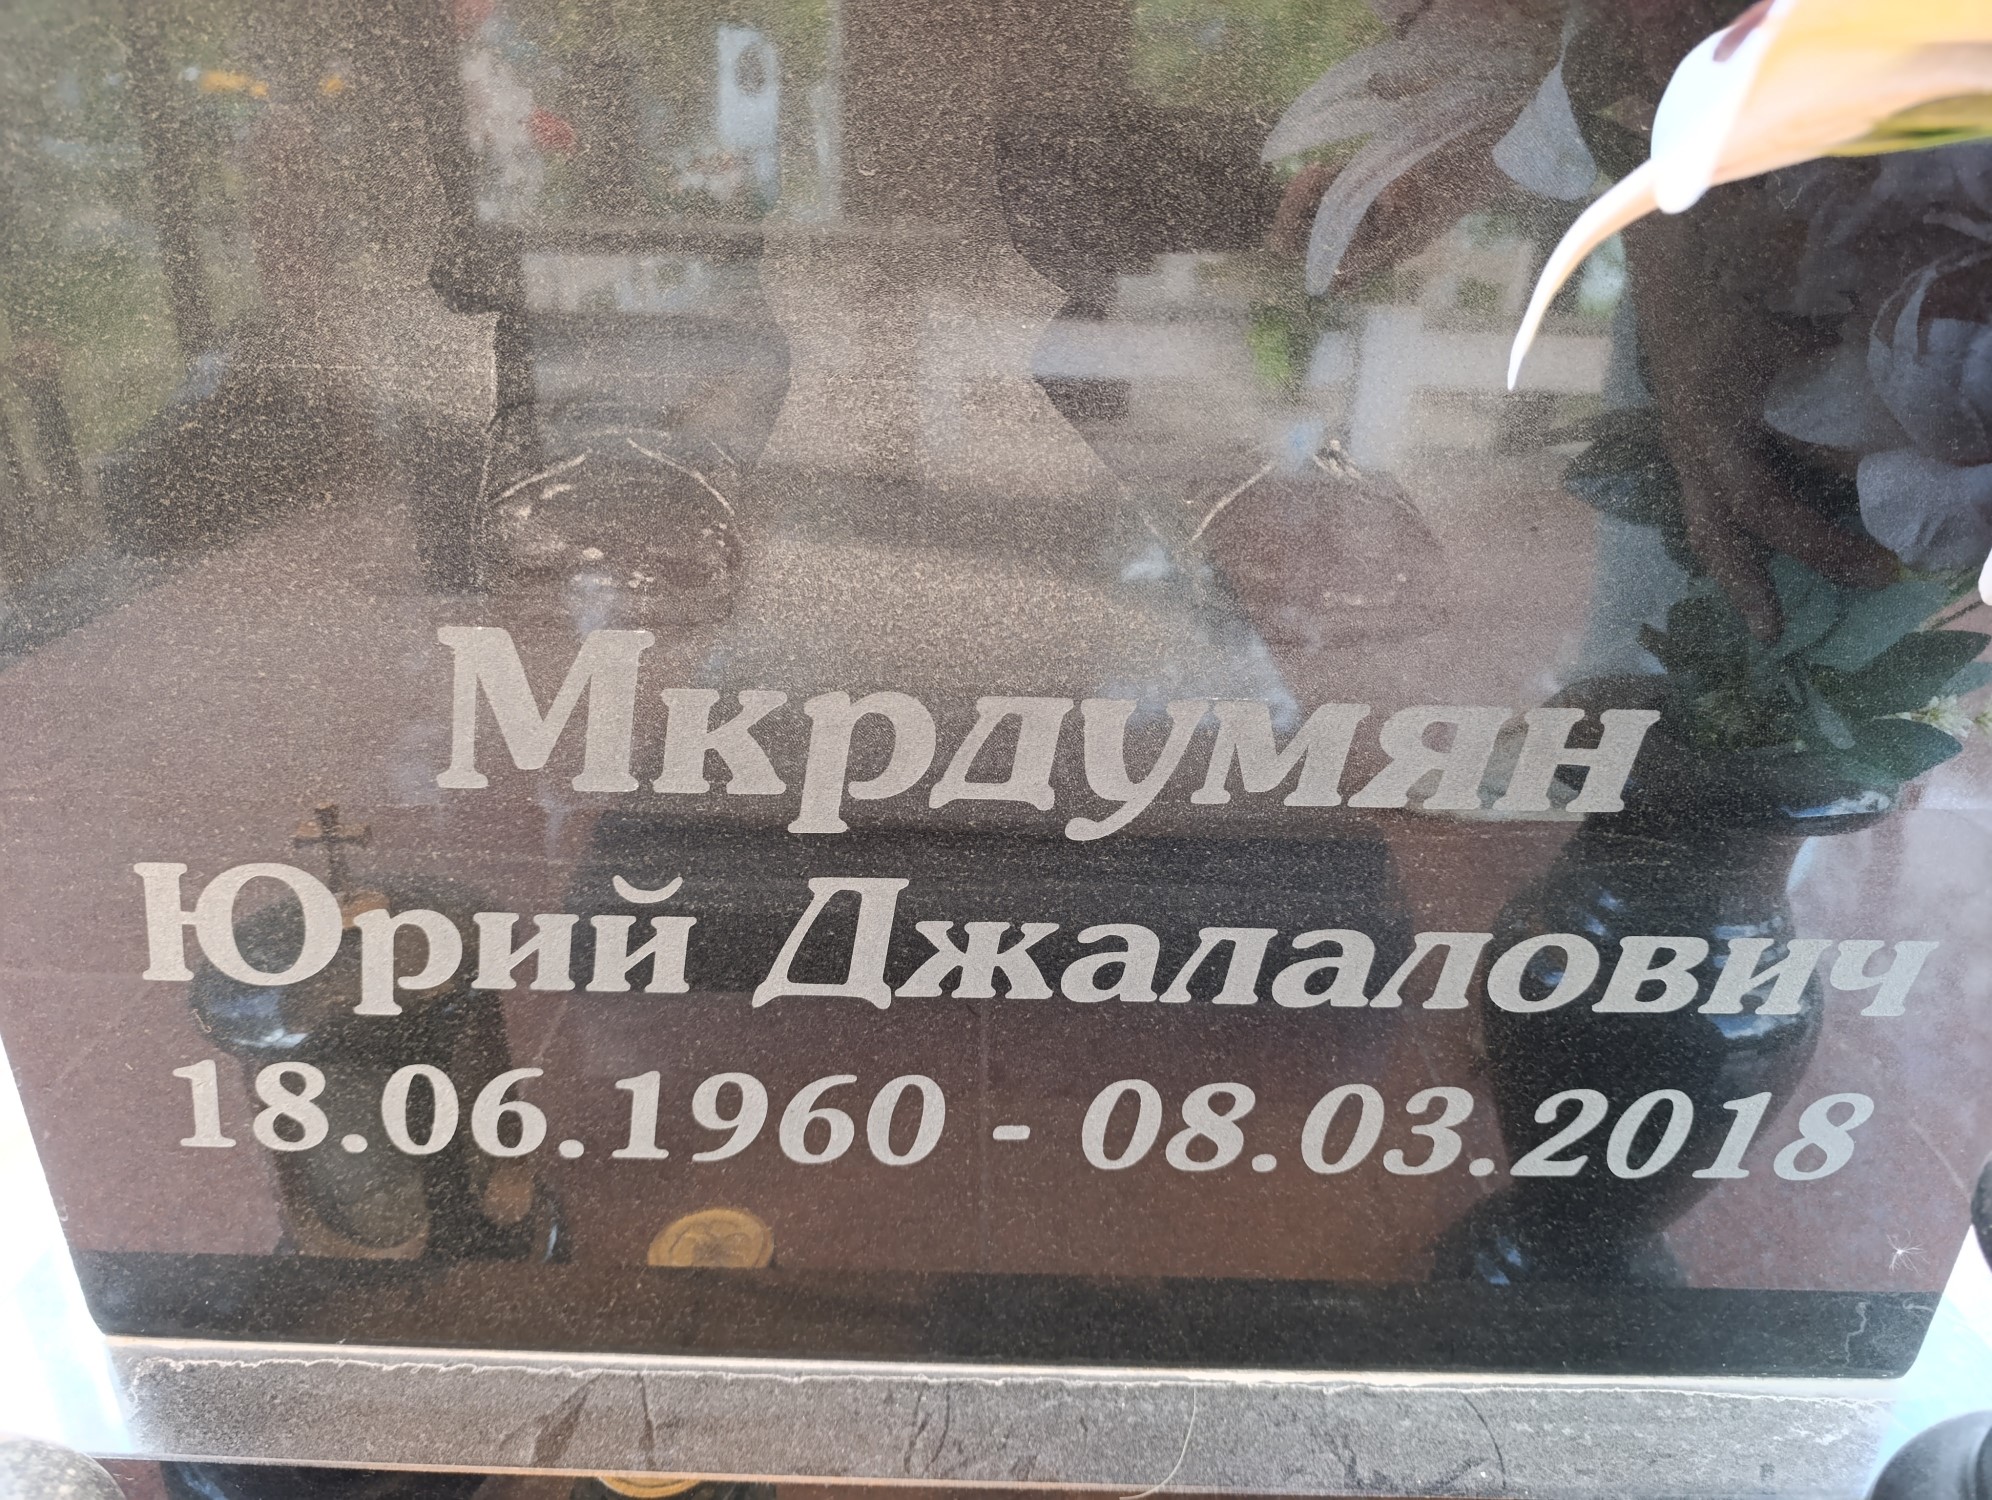 Мкрдумян
Юрий Джалалович
18.06.1960 - 08.03.2018